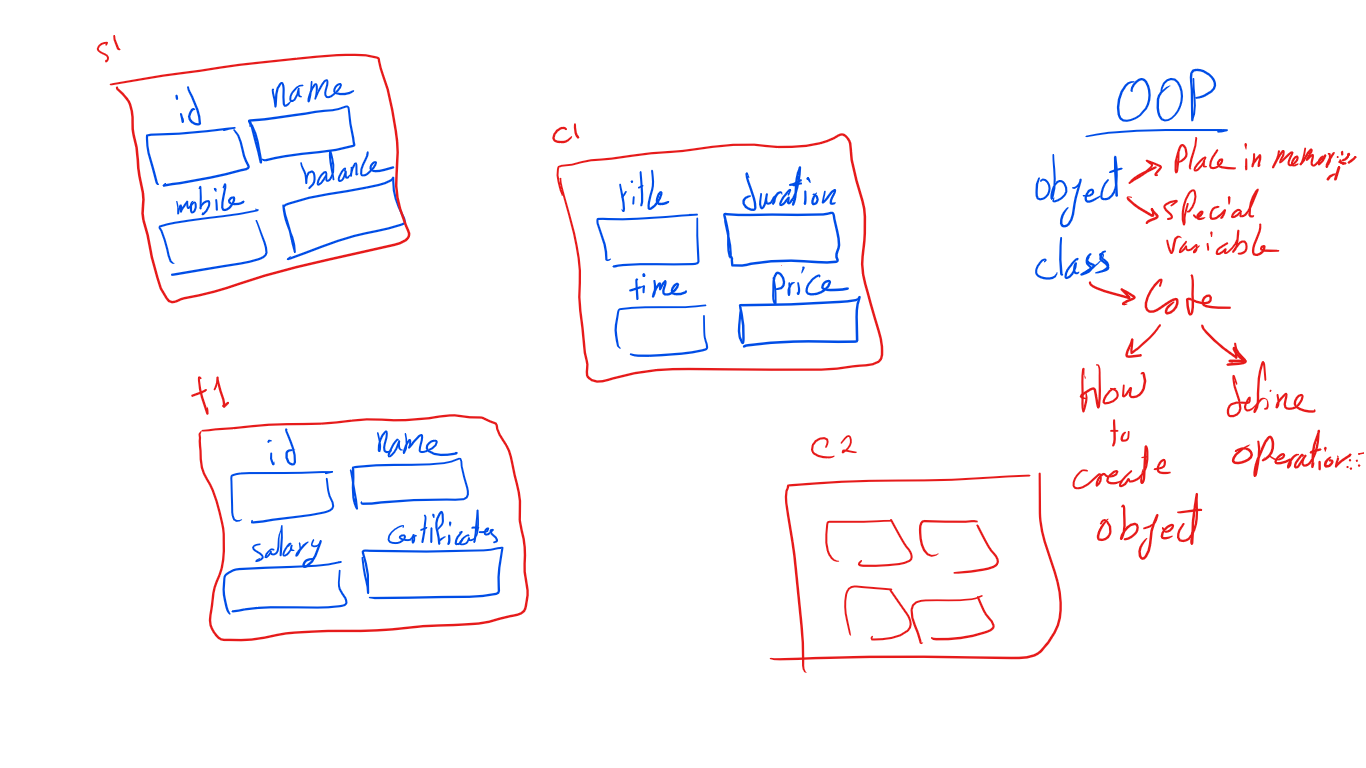 s1
id
name
mobile
balance
c1
title
duration
time
Price
t1
id
name
salary
certificates
c2
OOP
object
Place in memory
special
variable
class
Code
How
to
create
object
define
operation